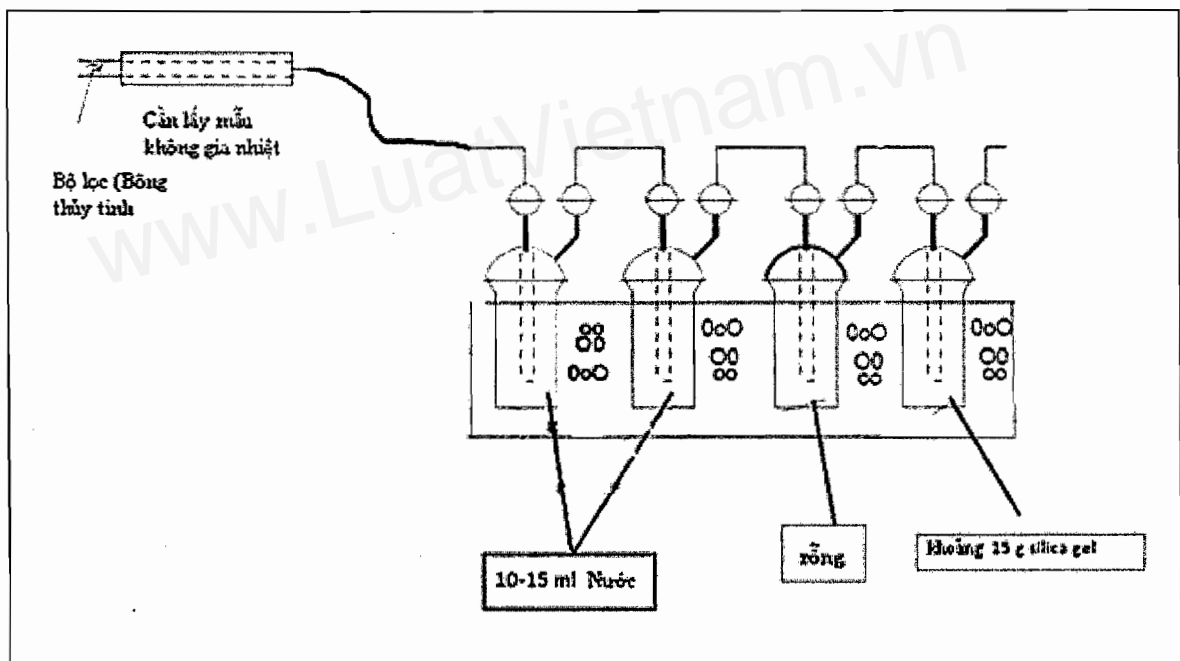 Cần lấy mẫu
không gia nhiệt
Bộ lọc (Bông
thủy tinh
www.LuatVietnam.vn
10-15 ml Nước
rỗng
khoảng 15 g silica gel